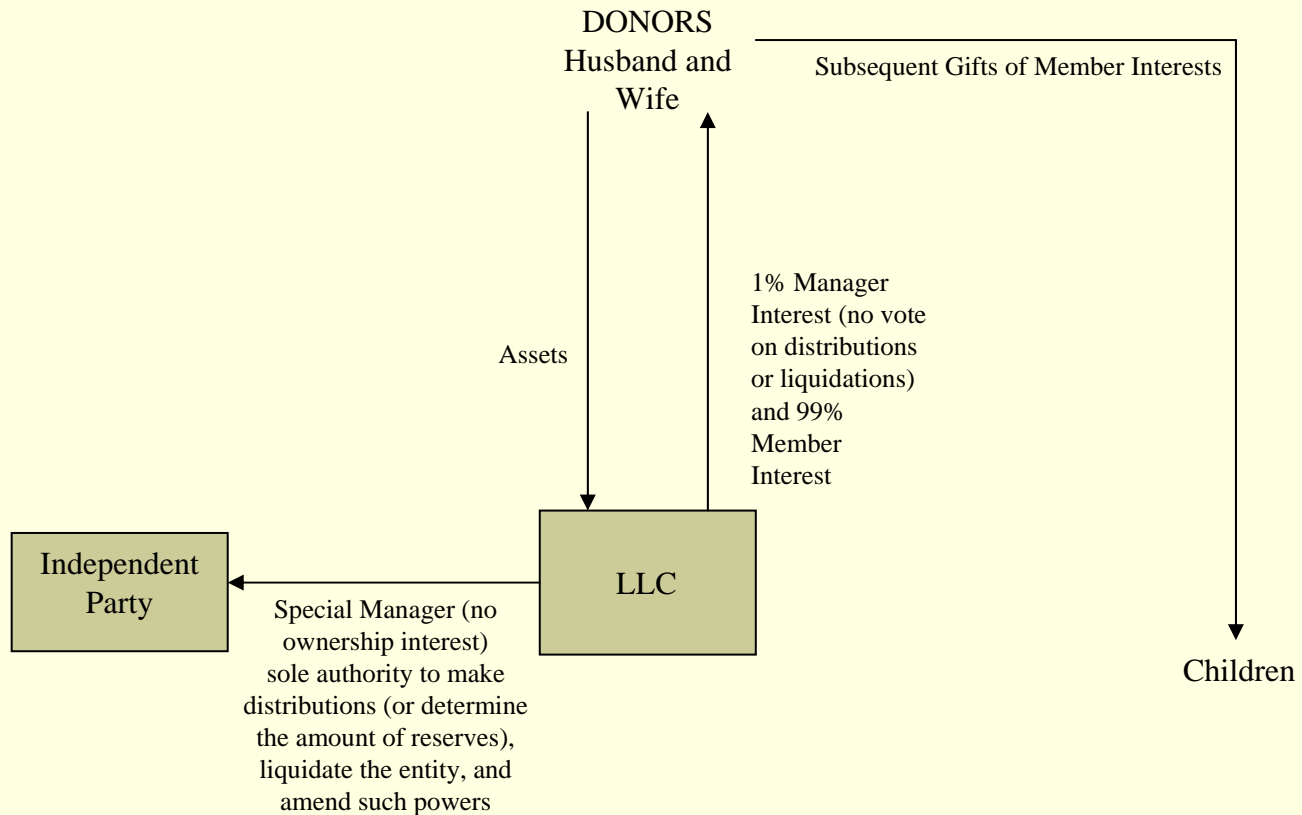 DONORS
Husband and
Wife
Subsequent Gifts of Member Interests
Assets
1% Manager
Interest (no vote
on distributions
or liquidations)
and 99%
Member
Interest
Independent
Party
LLC
Special Manager (no
ownership interest)
sole authority to make
distributions (or determine
the amount of reserves),
liquidate the entity, and
amend such powers
Children